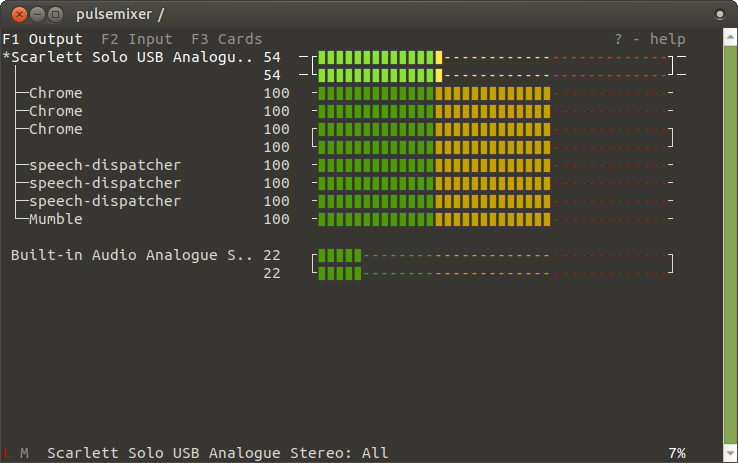 pulsemixer /
F1 Output  F2 Input  F3 Cards  ? - help
*Scarlett Solo USB Analogu.. 54
54
Chrome 100
Chrome 100
Chrome 100
100
speech-dispatcher 100
speech-dispatcher 100
speech-dispatcher 100
Mumble 100
Built-in Audio Analogue S.. 22
22
L M Scarlett Solo USB Analogue Stereo: All 7%